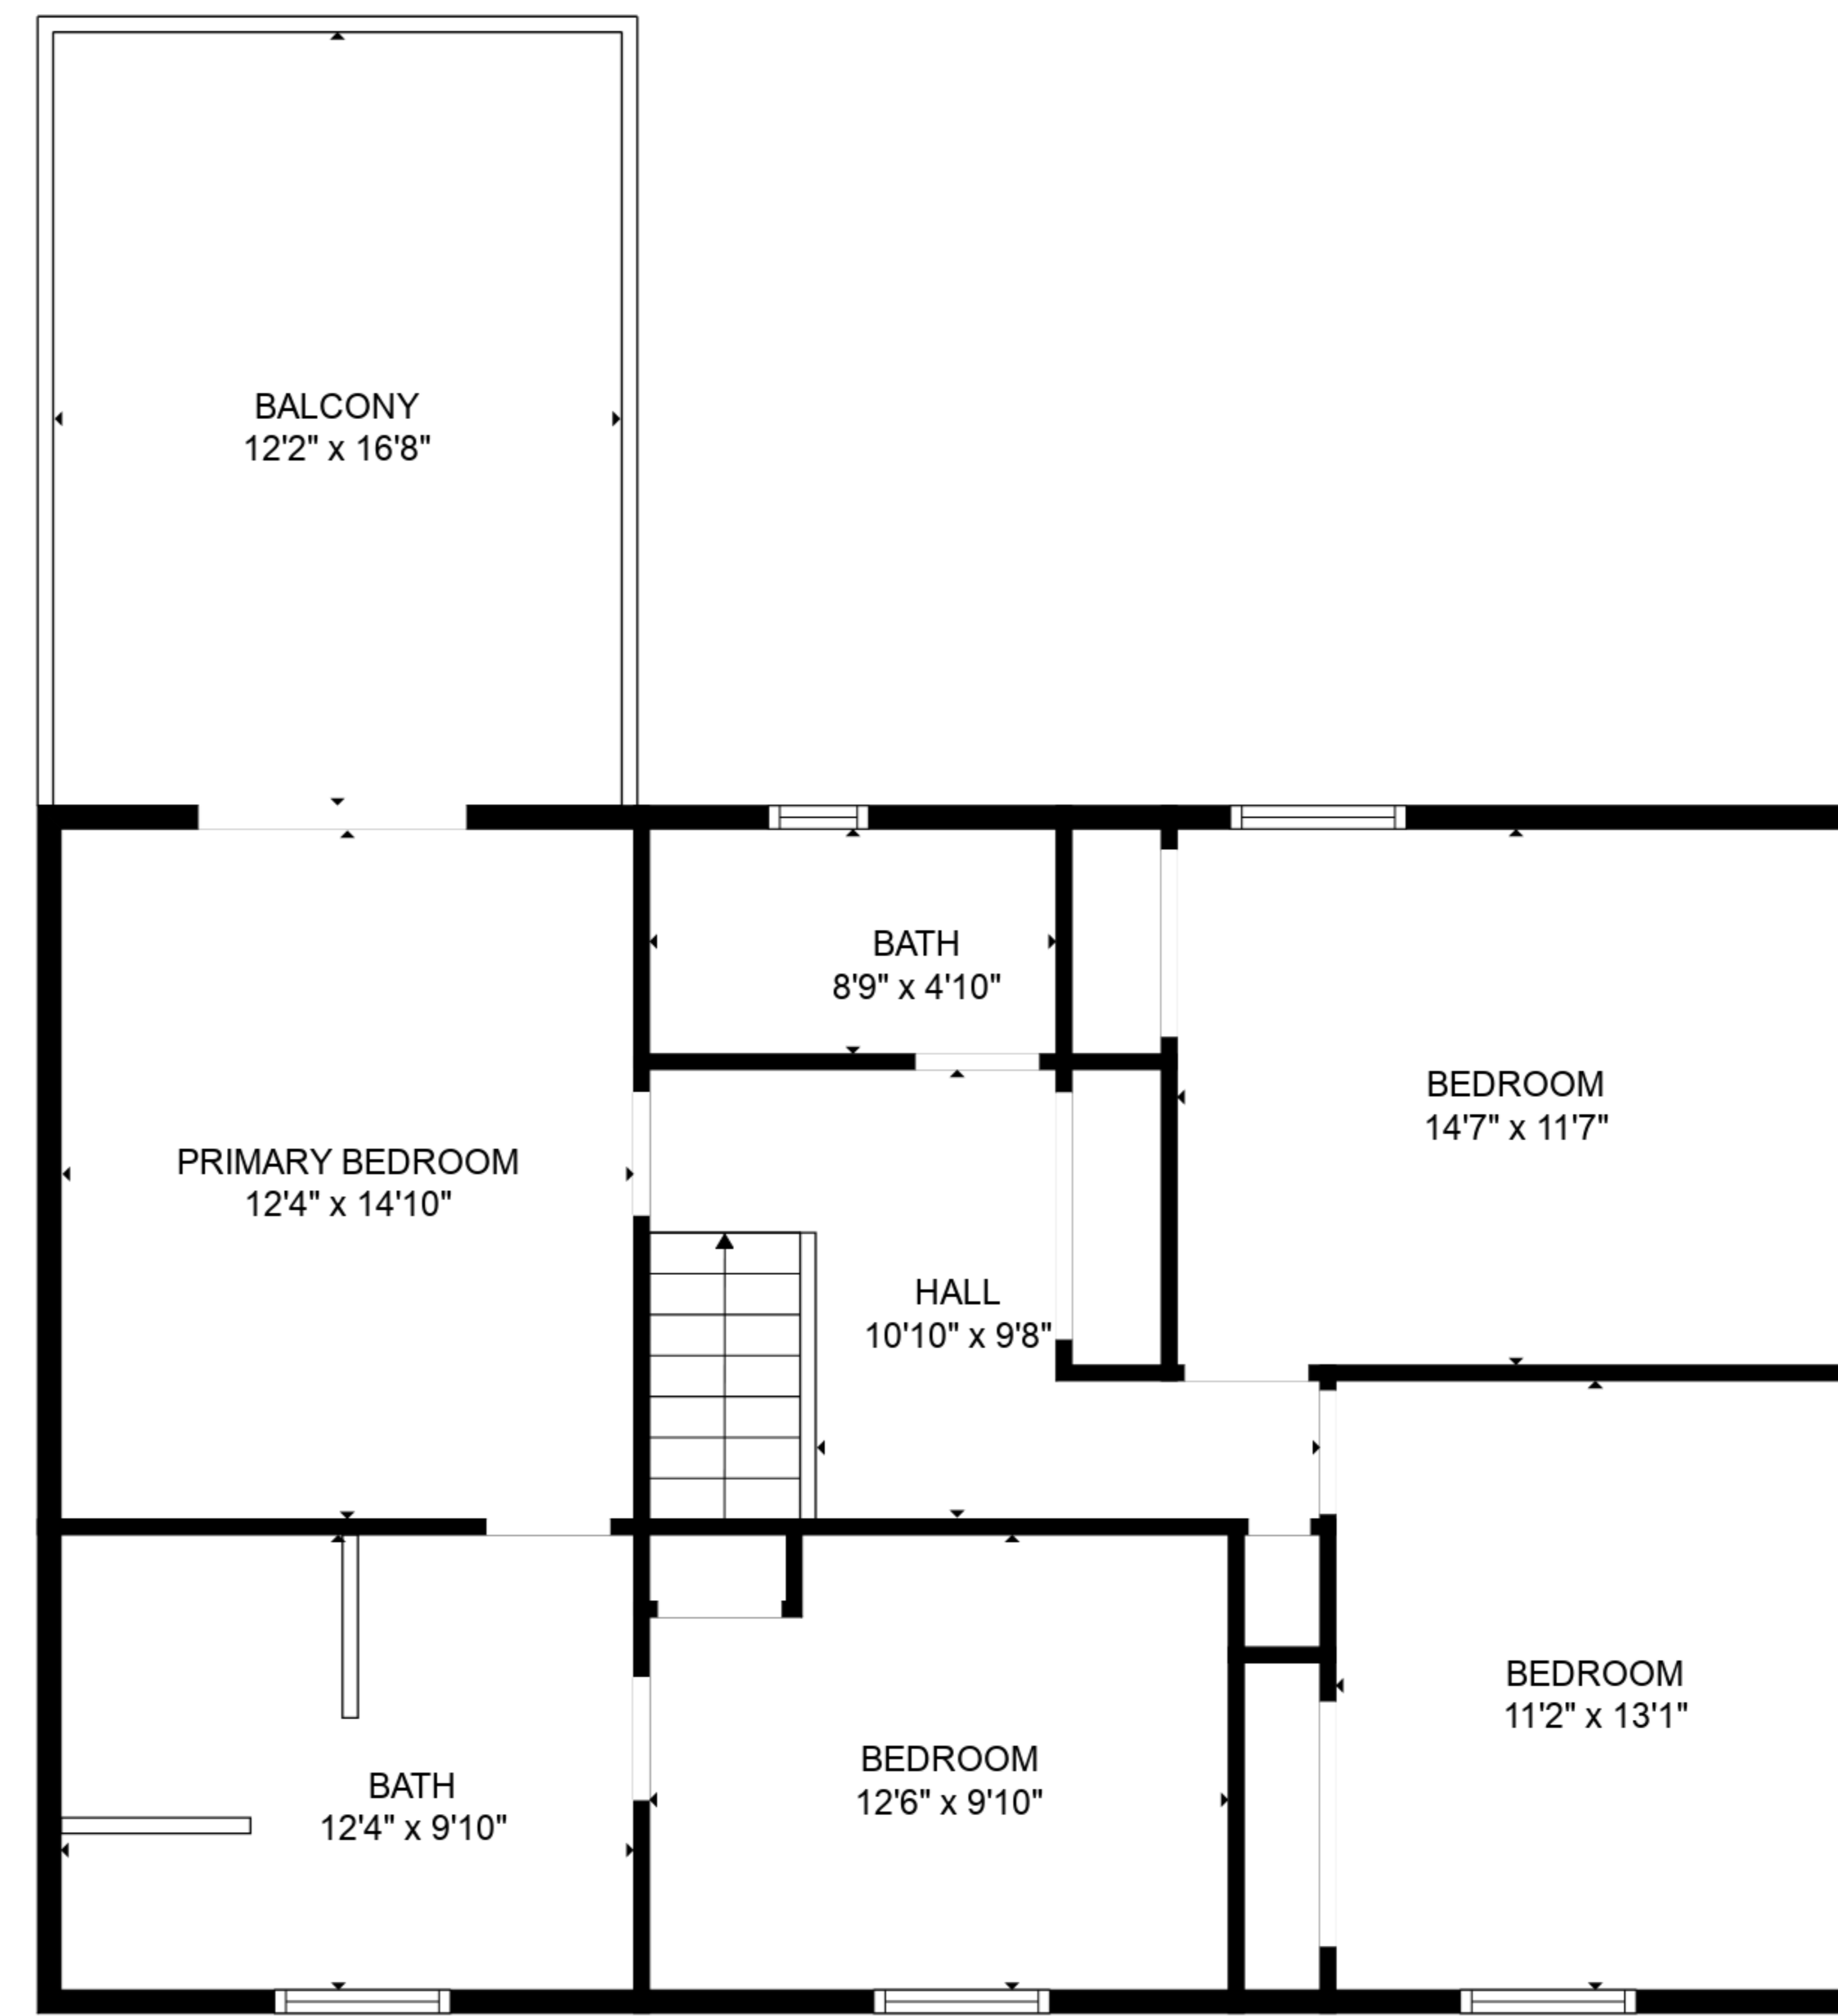 BALCONY
12'2" x 16'8"
BATH
8'9" x 4'10"
BEDROOM
14'7" x 11'7"
PRIMARY BEDROOM
12'4" x 14'10"
HALL
10'10" x 9'8"
BEDROOM
11'2" x 13'1"
BEDROOM
12'6" x 9'10"
BATH
12'4" x 9'10"